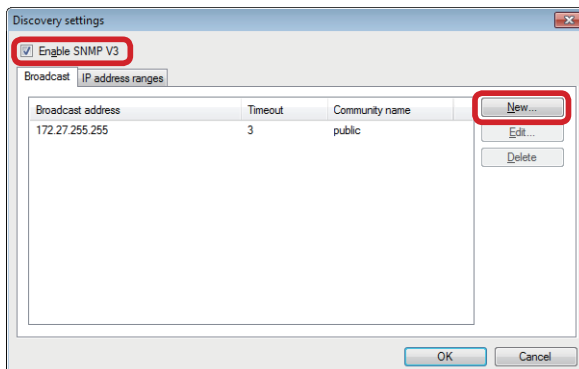 Discovery settings
Enable SNMP V3
Broadcast IP address ranges
Broadcast address Timeout Community name
172.27.255.255 3 public
New...
Edit...
Delete
OK Cancel